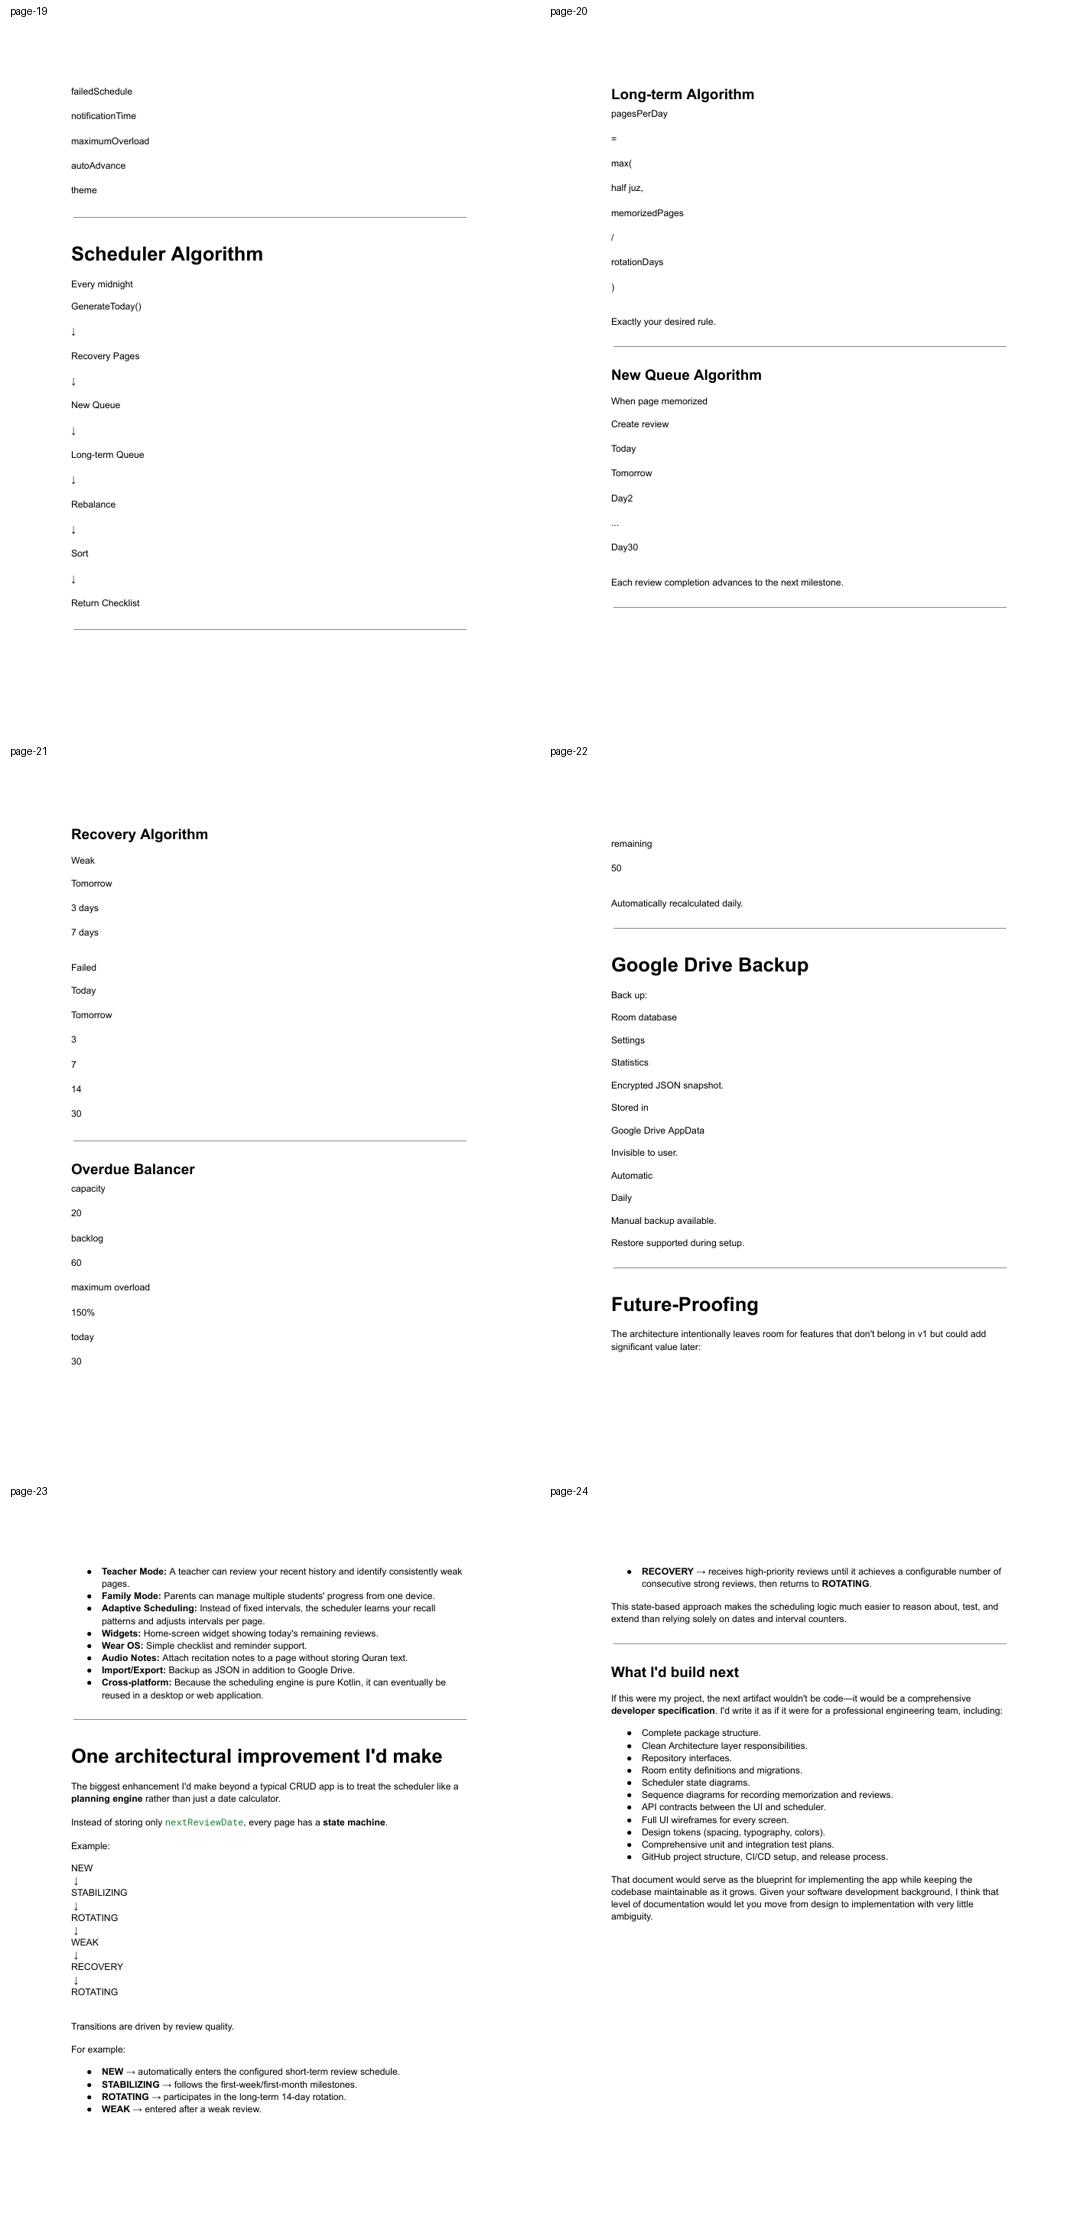 page-19
failedSchedule
notificationTime
maximumOverload
autoAdvance
theme
Scheduler Algorithm
Every midnight
GenerateToday()
↓
Recovery Pages
↓
New Queue
↓
Long-term Queue
↓
Rebalance
↓
Sort
↓
Return Checklist
page-20
Long-term Algorithm
pagesPerDay
=
max(
half juz,
memorizedPages
/
rotationDays
)
Exactly your desired rule.
New Queue Algorithm
When page memorized
Create review
Today
Tomorrow
Day2
...
Day30
Each review completion advances to the next milestone.
page-21
Recovery Algorithm
Weak
Tomorrow
3 days
7 days
Failed
Today
Tomorrow
3
7
14
30
Overdue Balancer
capacity
20
backlog
60
maximum overload
150%
today
30
page-22
remaining
50
Automatically recalculated daily.
Google Drive Backup
Back up:
Room database
Settings
Statistics
Encrypted JSON snapshot.
Stored in
Google Drive AppData
Invisible to user.
Automatic
Daily
Manual backup available.
Restore supported during setup.
Future-Proofing
The architecture intentionally leaves room for features that don't belong in v1 but could add
significant value later:
page-23
● Teacher Mode: A teacher can review your recent history and identify consistently weak
pages.
● Family Mode: Parents can manage multiple students' progress from one device.
● Adaptive Scheduling: Instead of fixed intervals, the scheduler learns your recall
patterns and adjusts intervals per page.
● Widgets: Home-screen widget showing today's remaining reviews.
● Wear OS: Simple checklist and reminder support.
● Audio Notes: Attach recitation notes to a page without storing Quran text.
● Import/Export: Backup as JSON in addition to Google Drive.
● Cross-platform: Because the scheduling engine is pure Kotlin, it can eventually be
reused in a desktop or web application.
One architectural improvement I'd make
The biggest enhancement I'd make beyond a typical CRUD app is to treat the scheduler like a
planning engine rather than just a date calculator.
Instead of storing only nextReviewDate, every page has a state machine.
Example:
NEW
↓
STABILIZING
↓
ROTATING
↓
WEAK
↓
RECOVERY
↓
ROTATING
Transitions are driven by review quality.
For example:
● NEW → automatically enters the configured short-term review schedule.
● STABILIZING → follows the first-week/first-month milestones.
● ROTATING → participates in the long-term 14-day rotation.
● WEAK → entered after a weak review.
page-24
● RECOVERY → receives high-priority reviews until it achieves a configurable number of
consecutive strong reviews, then returns to ROTATING.
This state-based approach makes the scheduling logic much easier to reason about, test, and
extend than relying solely on dates and interval counters.
What I'd build next
If this were my project, the next artifact wouldn't be code—it would be a comprehensive
developer specification. I'd write it as if it were for a professional engineering team, including:
● Complete package structure.
● Clean Architecture layer responsibilities.
● Repository interfaces.
● Room entity definitions and migrations.
● Scheduler state diagrams.
● Sequence diagrams for recording memorization and reviews.
● API contracts between the UI and scheduler.
● Full UI wireframes for every screen.
● Design tokens (spacing, typography, colors).
● Comprehensive unit and integration test plans.
● GitHub project structure, CI/CD setup, and release process.
That document would serve as the blueprint for implementing the app while keeping the
codebase maintainable as it grows. Given your software development background, I think that
level of documentation would let you move from design to implementation with very little
ambiguity.